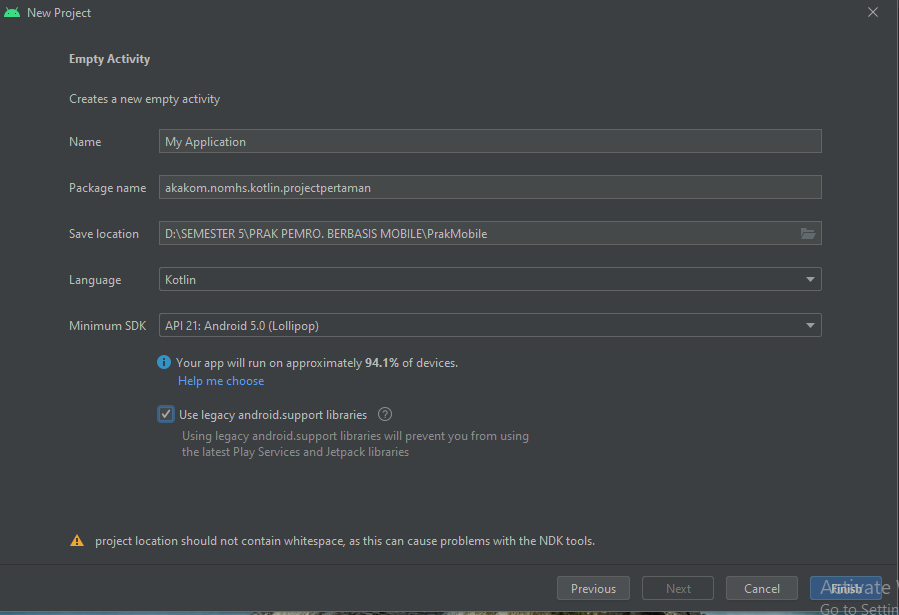 New Project
Empty Activity
Creates a new empty activity
Name
My Application
Package name
akakom.nomhs.kotlin.projectpertaman
Save location
D:\SEMESTER 5\PRAK PEMRO. BERBASIS MOBILE\PrakMobile
Language
Kotlin
Minimum SDK
API 21: Android 5.0 (Lollipop)
Your app will run on approximately 94.1% of devices.
Help me choose
Use legacy android.support libraries
Using legacy android.support libraries will prevent you from using
the latest Play Services and Jetpack libraries
project location should not contain whitespace, as this can cause problems with the NDK tools.
Previous
Next
Cancel
Finish
Activate
Go to